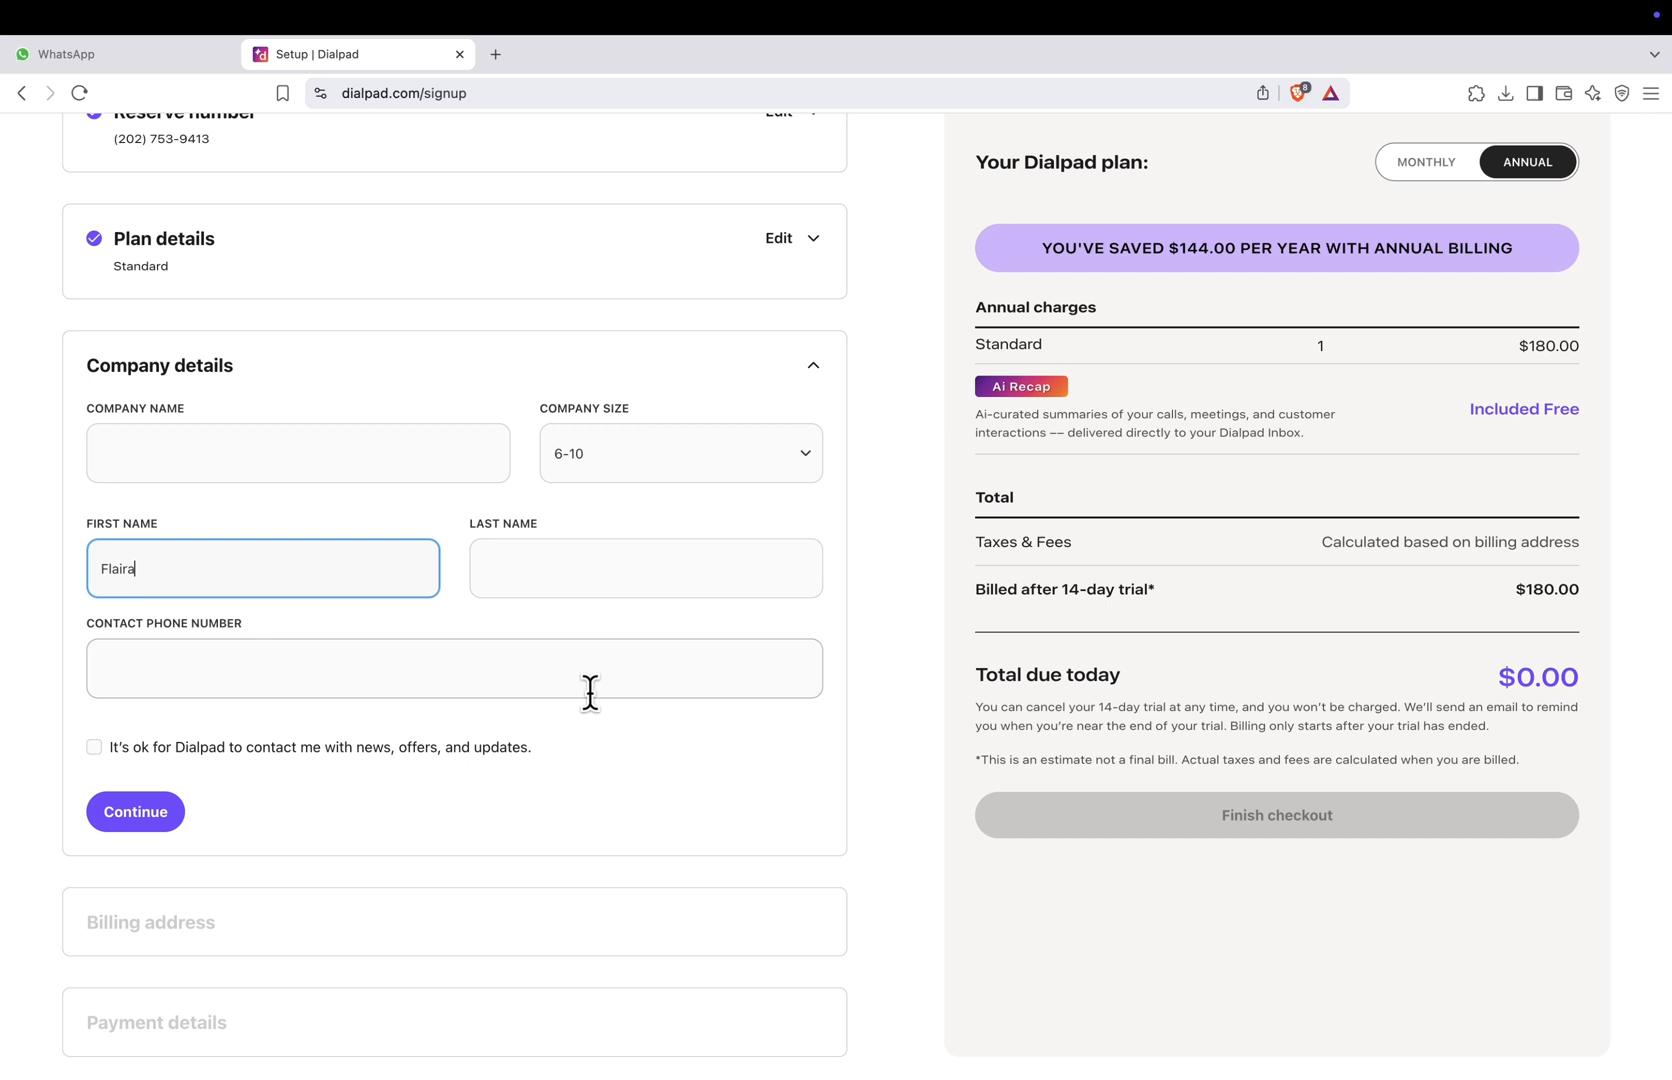 WhatsApp
Setup | Dialpad
dialpad.com/signup
8
Reserve number
Edit
(202) 753-9413
Plan details
Edit
Standard
Company details
COMPANY NAME
COMPANY SIZE
6-10
FIRST NAME
LAST NAME
Flaira
CONTACT PHONE NUMBER
It's ok for Dialpad to contact me with news, offers, and updates.
Continue
Billing address
Payment details
Your Dialpad plan:
MONTHLY
ANNUAL
YOU'VE SAVED $144.00 PER YEAR WITH ANNUAL BILLING
Annual charges
Standard 1 $180.00
Ai Recap
Ai-curated summaries of your calls, meetings, and customer
interactions –– delivered directly to your Dialpad Inbox.
Included Free
Total
Taxes & Fees Calculated based on billing address
Billed after 14-day trial* $180.00
Total due today $0.00
You can cancel your 14-day trial at any time, and you won't be charged. We'll send an email to remind
you when you're near the end of your trial. Billing only starts after your trial has ended.
*This is an estimate not a final bill. Actual taxes and fees are calculated when you are billed.
Finish checkout